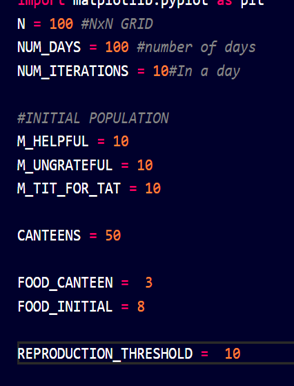 import matplotlib.pyplot as plt
N = 100 #NxN GRID
NUM_DAYS = 100 #number of days
NUM_ITERATIONS = 10#In a day
#INITIAL POPULATION
M_HELPFUL = 10
M_UNGRATEFUL = 10
M_TIT_FOR_TAT = 10
CANTEENS = 50
FOOD_CANTEEN =  3
FOOD_INITIAL = 8
REPRODUCTION_THRESHOLD =  10